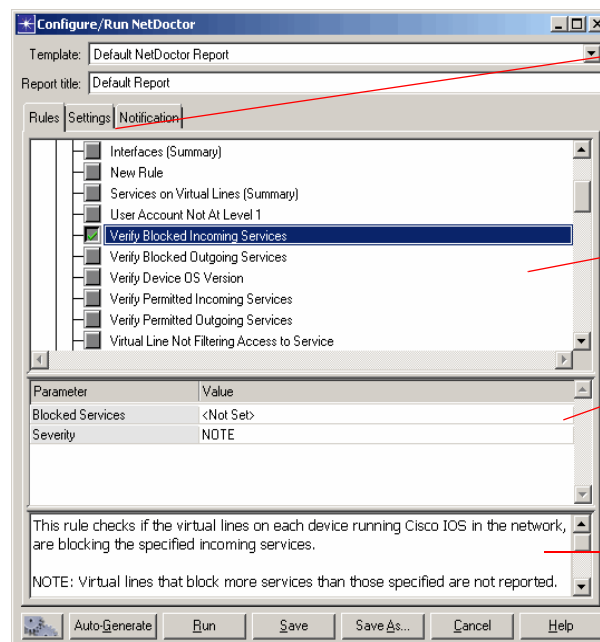 Configure/Run NetDoctor
Template: Default NetDoctor Report
Report title: Default Report
Rules Settings Notification
Interfaces (Summary)
New Rule
Services on Virtual Lines (Summary)
User Account Not At Level 1
Verify Blocked Incoming Services
Verify Blocked Outgoing Services
Verify Device OS Version
Verify Permitted Incoming Services
Verify Permitted Outgoing Services
Virtual Line Not Filtering Access to Service
Parameter Value
Blocked Services <Not Set>
Severity NOTE
This rule checks if the virtual lines on each device running Cisco IOS in the network,
are blocking the specified incoming services.
NOTE: Virtual lines that block more services than those specified are not reported.
Auto-Generate Run Save Save As... Cancel Help